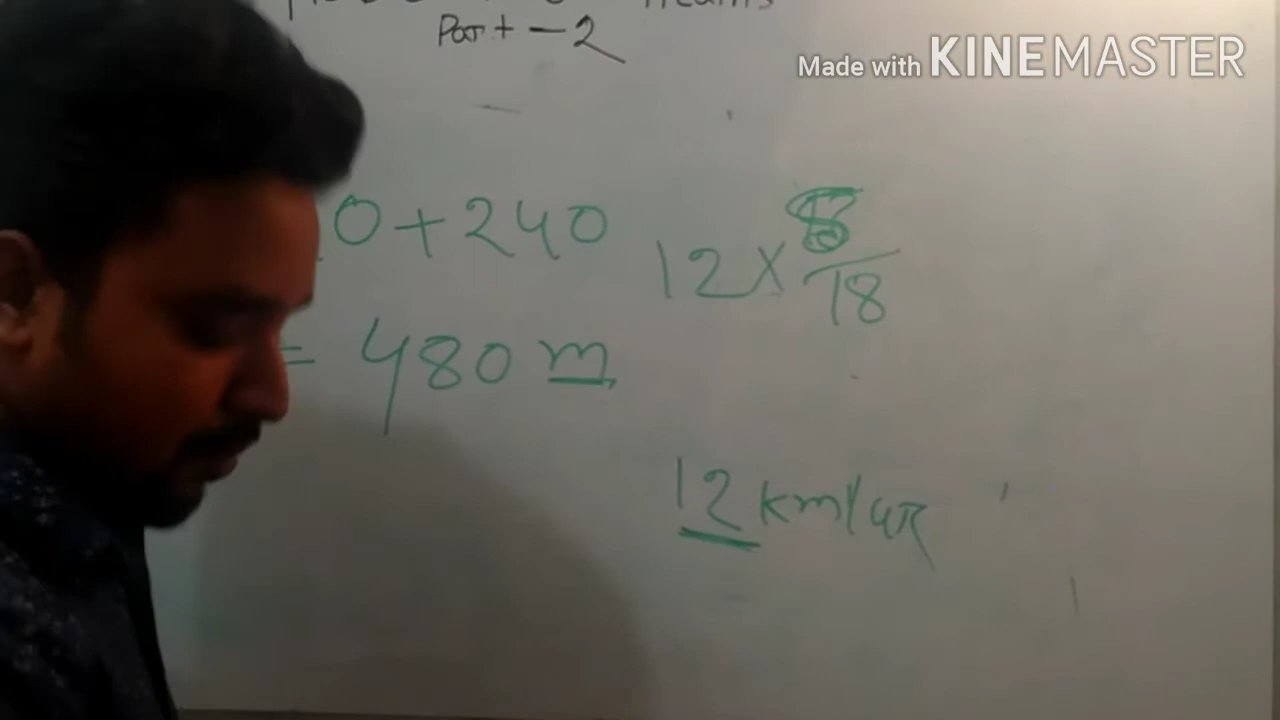 Part - 2
Made with KINEMASTER
0 + 240
12 × 5/18
= 480 m
12 km/hr